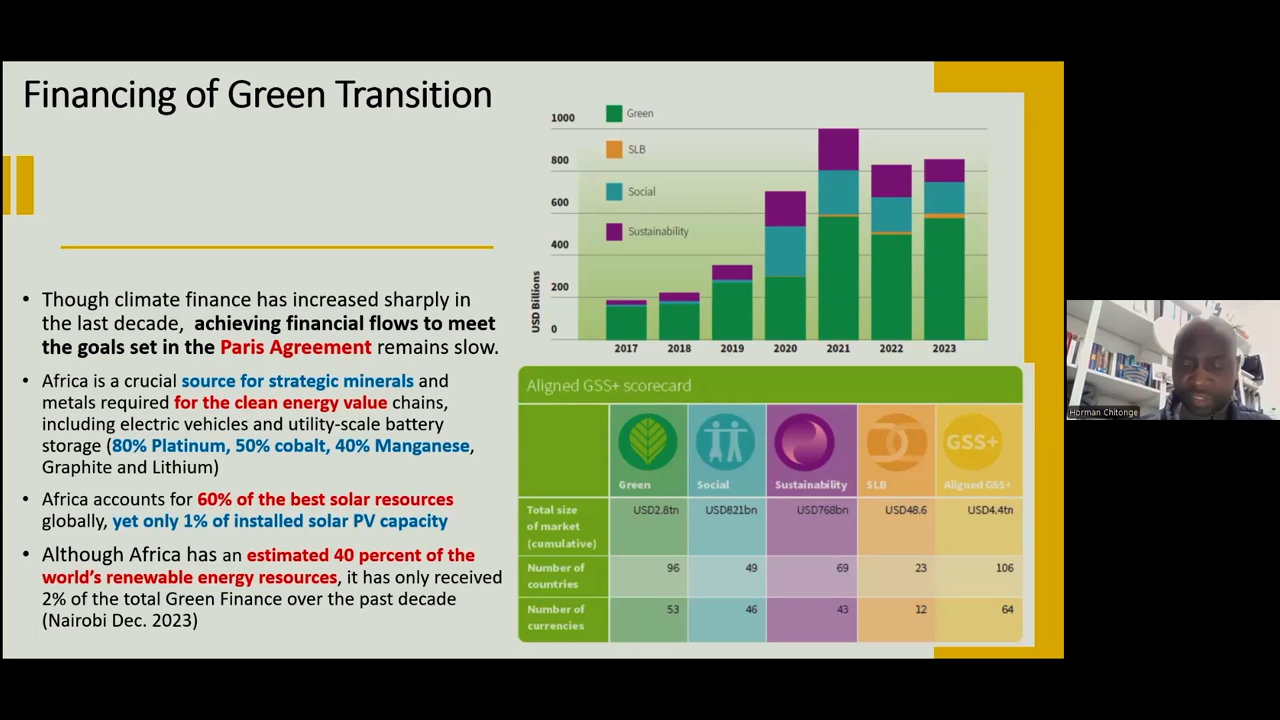 Financing of Green Transition
• Though climate finance has increased sharply in
the last decade, achieving financial flows to meet
the goals set in the Paris Agreement remains slow.
• Africa is a crucial source for strategic minerals and
metals required for the clean energy value chains,
including electric vehicles and utility-scale battery
storage (80% Platinum, 50% cobalt, 40% Manganese,
Graphite and Lithium)
• Africa accounts for 60% of the best solar resources
globally, yet only 1% of installed solar PV capacity
• Although Africa has an estimated 40 percent of the
world's renewable energy resources, it has only received
2% of the total Green Finance over the past decade
(Nairobi Dec. 2023)
1000
800
600
400
200
0
USD Billions
Green
SLB
Social
Sustainability
2017 2018 2019 2020 2021 2022 2023
Aligned GSS+ scorecard
GSS+
Green Social Sustainability SLB Aligned GSS+
Total size
of market
(cumulative)
USD2.8tn USD821bn USD768bn USD48.6 USD4.4tn
Number of
countries
96 49 69 23 106
Number of
currencies
53 46 43 12 64
Horman Chitonge